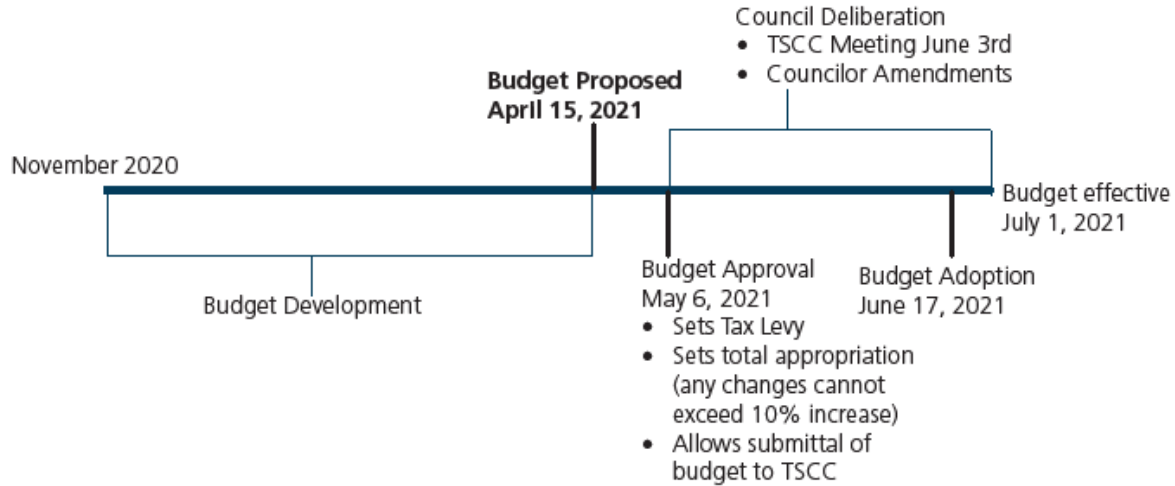 Council Deliberation
• TSCC Meeting June 3rd
• Councilor Amendments
Budget Proposed
April 15, 2021
November 2020
Budget effective
July 1, 2021
Budget Development
Budget Approval
May 6, 2021
• Sets Tax Levy
• Sets total appropriation
(any changes cannot
exceed 10% increase)
• Allows submittal of
budget to TSCC
Budget Adoption
June 17, 2021